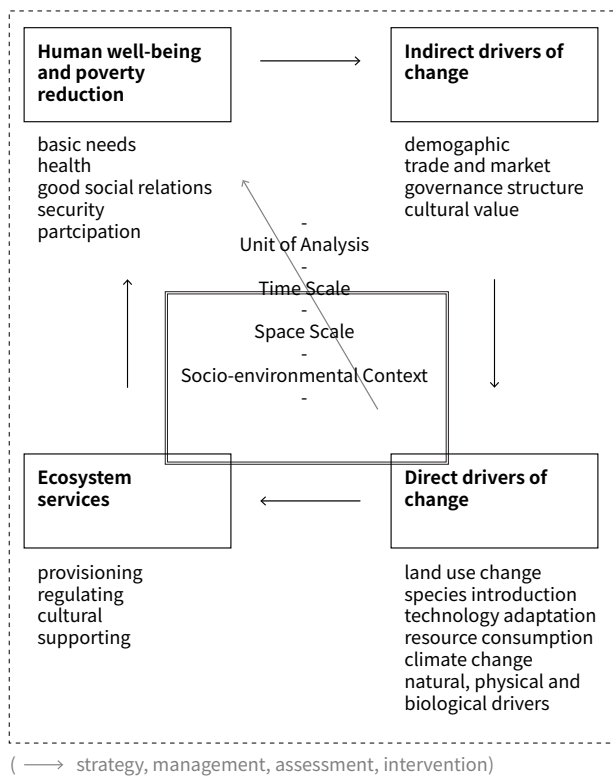 Human well-being
and poverty
reduction
basic needs
health
good social relations
security
partcipation
Indirect drivers of
change
demogaphic
trade and market
governance structure
cultural value
-
Unit of Analysis
-
Time Scale
-
Space Scale
-
Socio-environmental Context
-
Ecosystem
services
provisioning
regulating
cultural
supporting
Direct drivers of
change
land use change
species introduction
technology adaptation
resource consumption
climate change
natural, physical and
biological drivers
( ⟶ strategy, management, assessment, intervention)